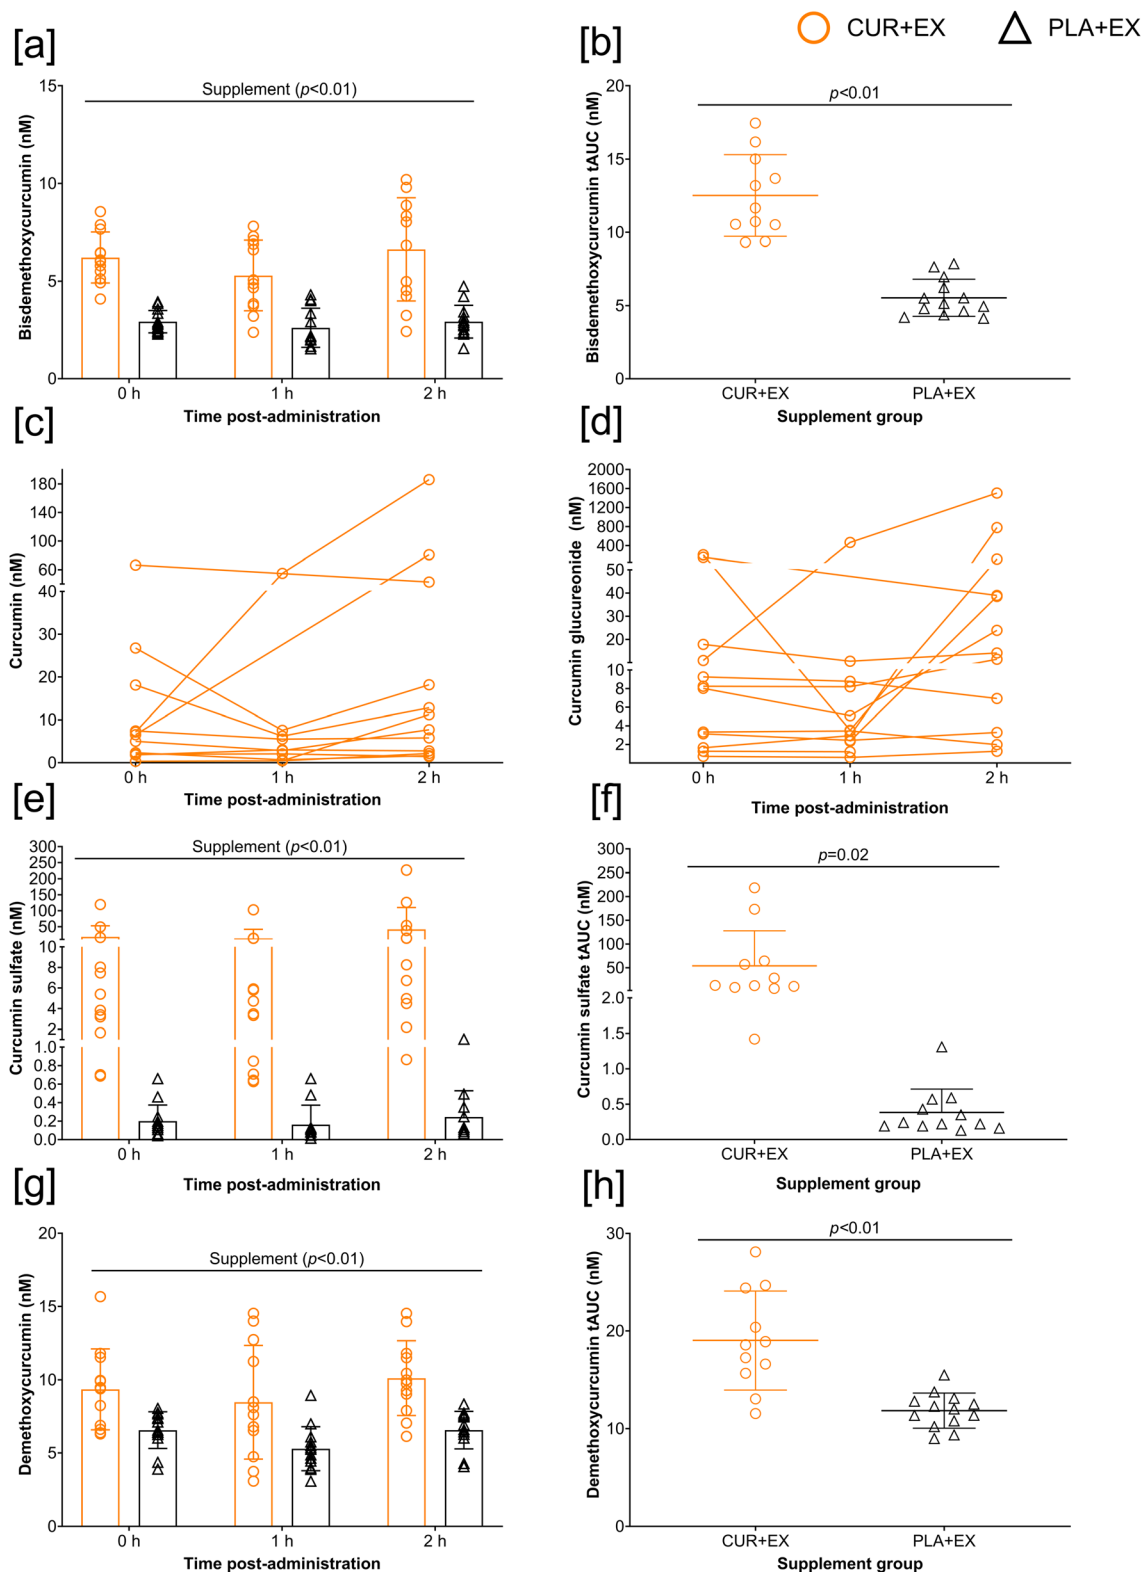 CUR+EX PLA+EX
[a]
Supplement (p<0.01)
Bisdemethoxycurcumin (nM)
15
10
5
0
0 h 1 h 2 h
Time post-administration
[b]
p<0.01
Bisdemethoxycurcumin tAUC (nM)
20
15
10
5
0
CUR+EX PLA+EX
Supplement group
[c]
Curcumin (nM)
180
140
100
60
40
30
20
10
0
0 h 1 h 2 h
Time post-administration
[d]
Curcumin glucureonide (nM)
2000
1600
1200
800
400
50
40
30
20
10
8
6
4
2
0 h 1 h 2 h
Time post-administration
[e]
Supplement (p<0.01)
Curcumin sulfate (nM)
300
250
200
150
100
50
10
8
6
4
2
1.0
0.8
0.6
0.4
0.2
0.0
0 h 1 h 2 h
Time post-administration
[f]
p=0.02
Curcumin sulfate tAUC (nM)
300
250
200
150
100
50
2.0
1.5
1.0
0.5
0.0
CUR+EX PLA+EX
Supplement group
[g]
Supplement (p<0.01)
Demethoxycurcumin (nM)
20
15
10
5
0
0 h 1 h 2 h
Time post-administration
[h]
p<0.01
Demethoxycurcumin tAUC (nM)
30
20
10
0
CUR+EX PLA+EX
Supplement group